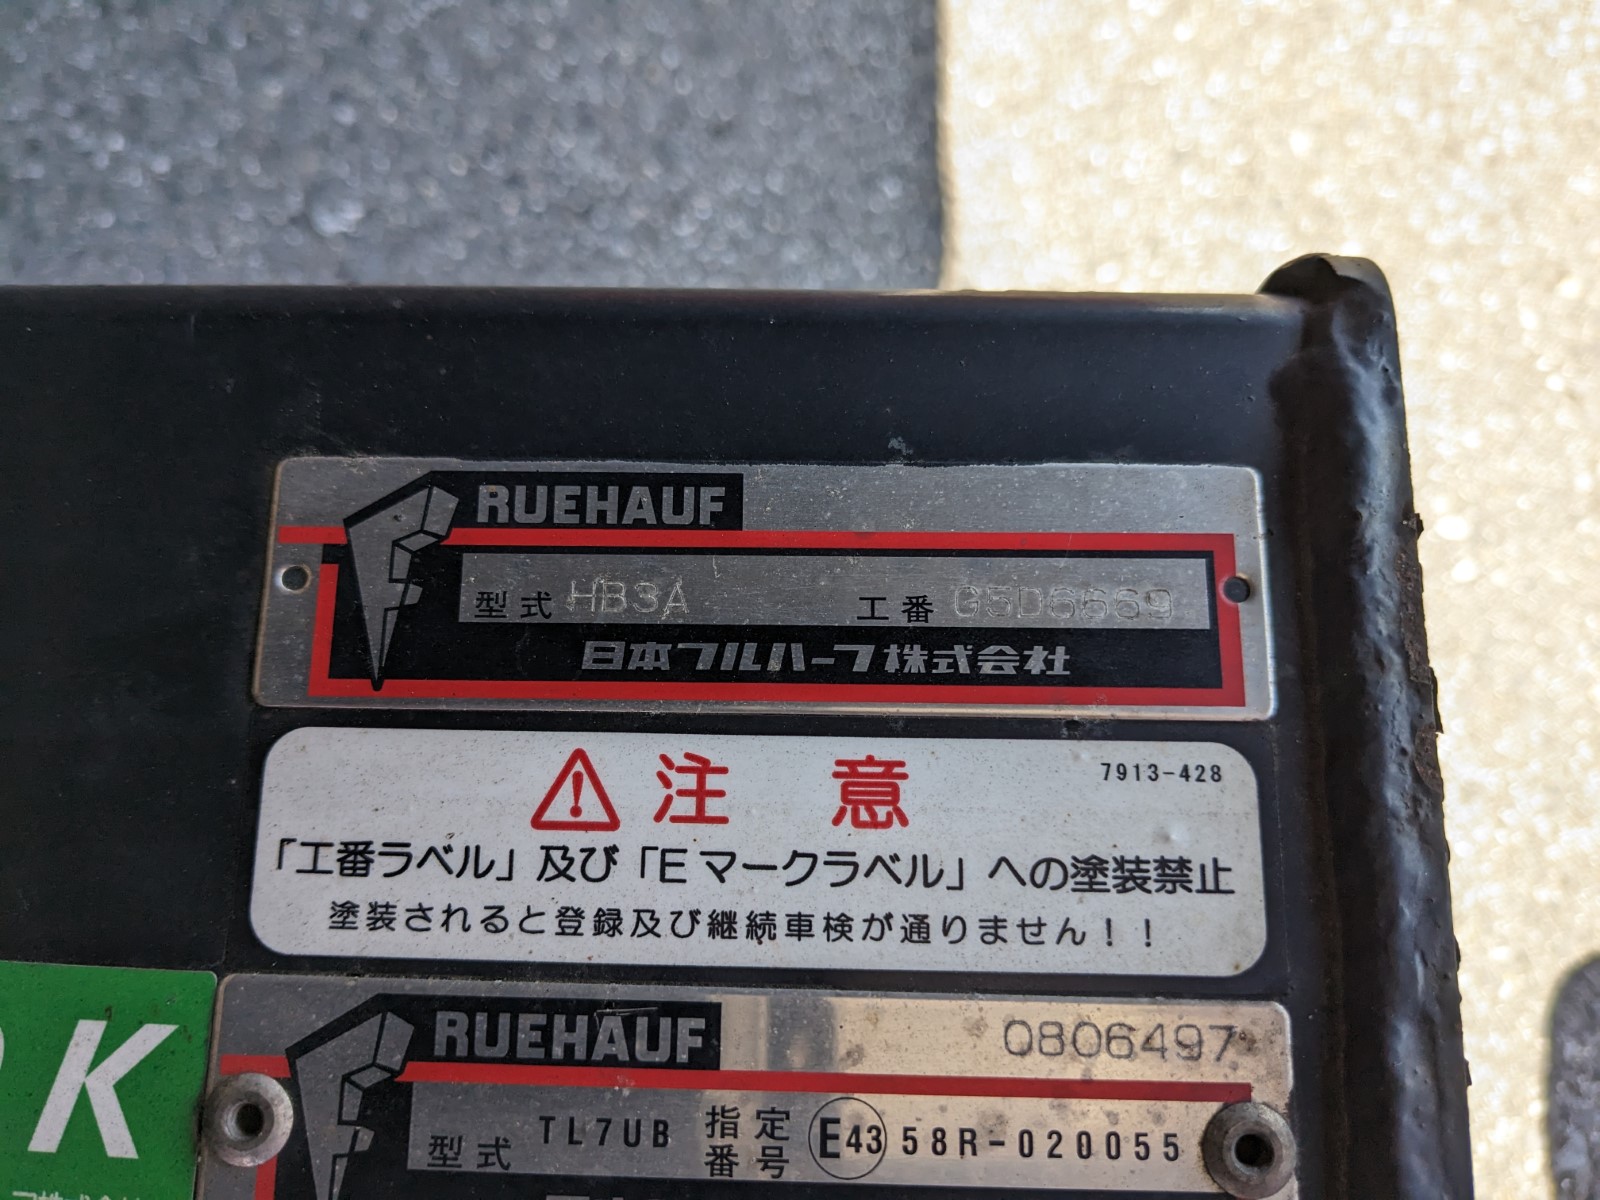 RUEHAUF
型式 HB3A 工番 G5D6669
日本フルハーフ株式会社
注意 7913-428
「工番ラベル」及び「Eマークラベル」への塗装禁止
塗装されると登録及び継続車検が通りません！！
RUEHAUF 0806497
型式 TL7UB 指定番号 E43 58R-020055
K